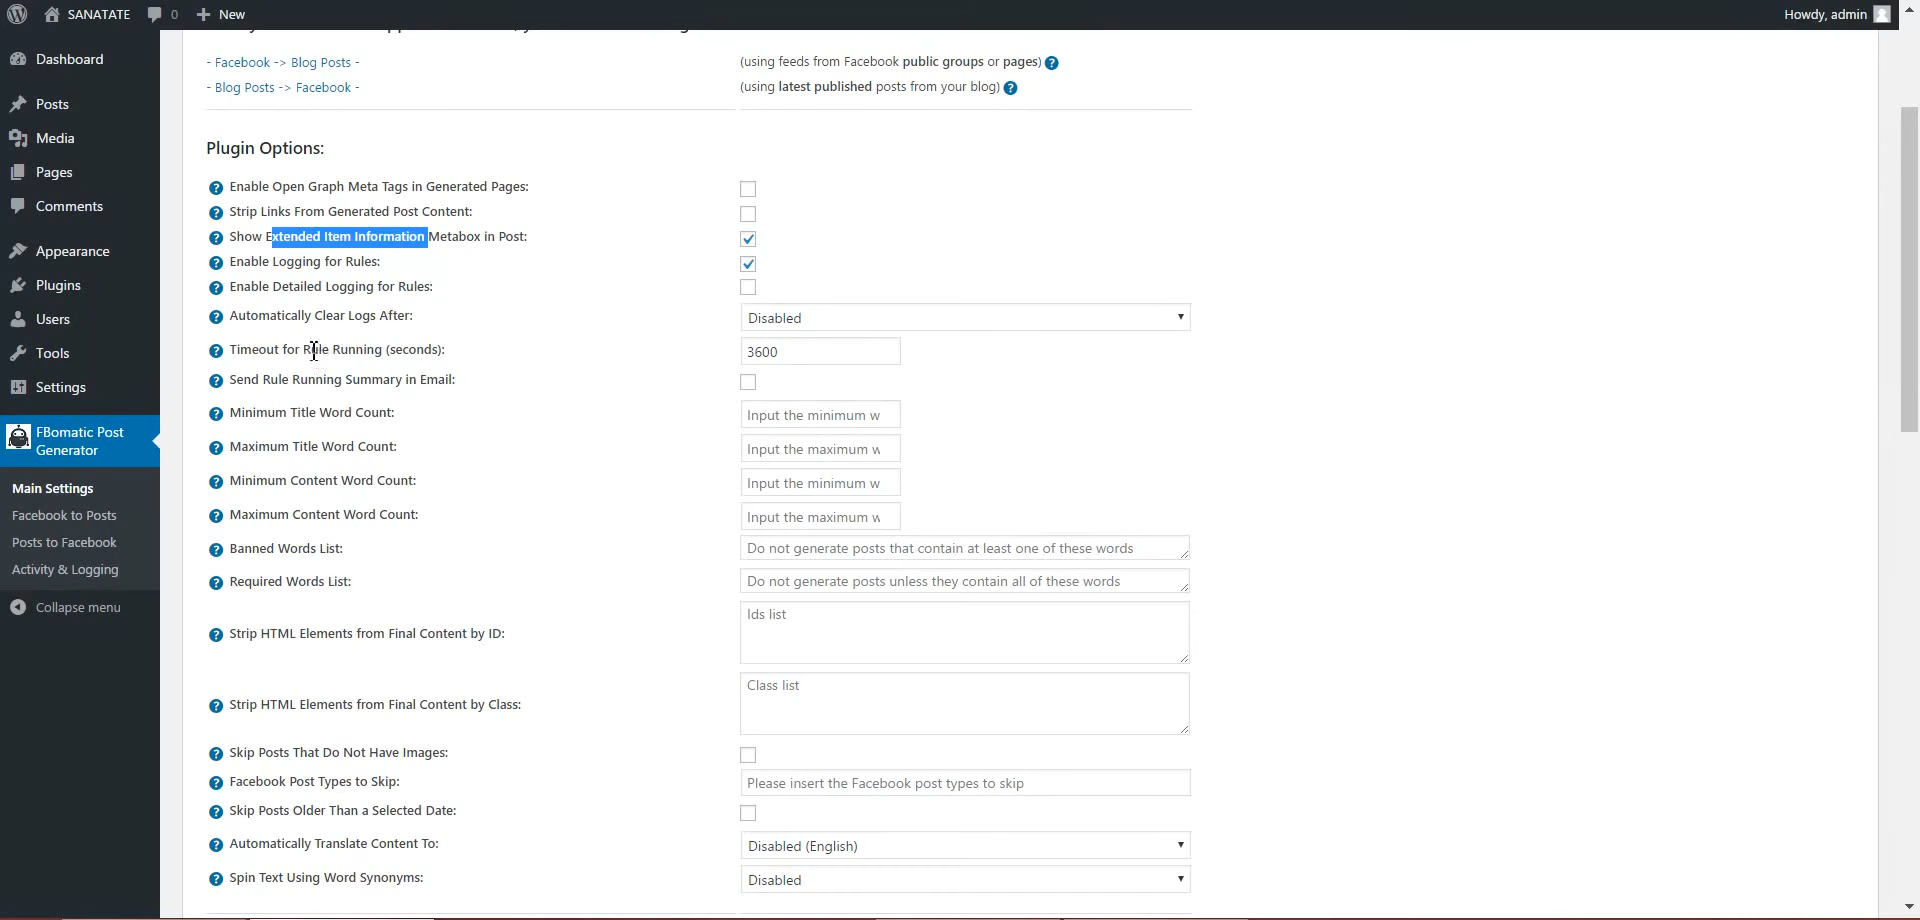 SANATATE
0
New
Howdy, admin
Dashboard
Posts
Media
Pages
Comments
Appearance
Plugins
Users
Tools
Settings
FBomatic Post
Generator
Main Settings
Facebook to Posts
Posts to Facebook
Activity & Logging
Collapse menu
- Facebook -> Blog Posts -
(using feeds from Facebook public groups or pages)
- Blog Posts -> Facebook -
(using latest published posts from your blog)
Plugin Options:
Enable Open Graph Meta Tags in Generated Pages:
Strip Links From Generated Post Content:
Show Extended Item Information Metabox in Post:
Enable Logging for Rules:
Enable Detailed Logging for Rules:
Automatically Clear Logs After:
Disabled
Timeout for Rule Running (seconds):
3600
Send Rule Running Summary in Email:
Minimum Title Word Count:
Input the minimum w
Maximum Title Word Count:
Input the maximum w
Minimum Content Word Count:
Input the minimum w
Maximum Content Word Count:
Input the maximum w
Banned Words List:
Do not generate posts that contain at least one of these words
Required Words List:
Do not generate posts unless they contain all of these words
Strip HTML Elements from Final Content by ID:
Ids list
Strip HTML Elements from Final Content by Class:
Class list
Skip Posts That Do Not Have Images:
Facebook Post Types to Skip:
Please insert the Facebook post types to skip
Skip Posts Older Than a Selected Date:
Automatically Translate Content To:
Disabled (English)
Spin Text Using Word Synonyms:
Disabled